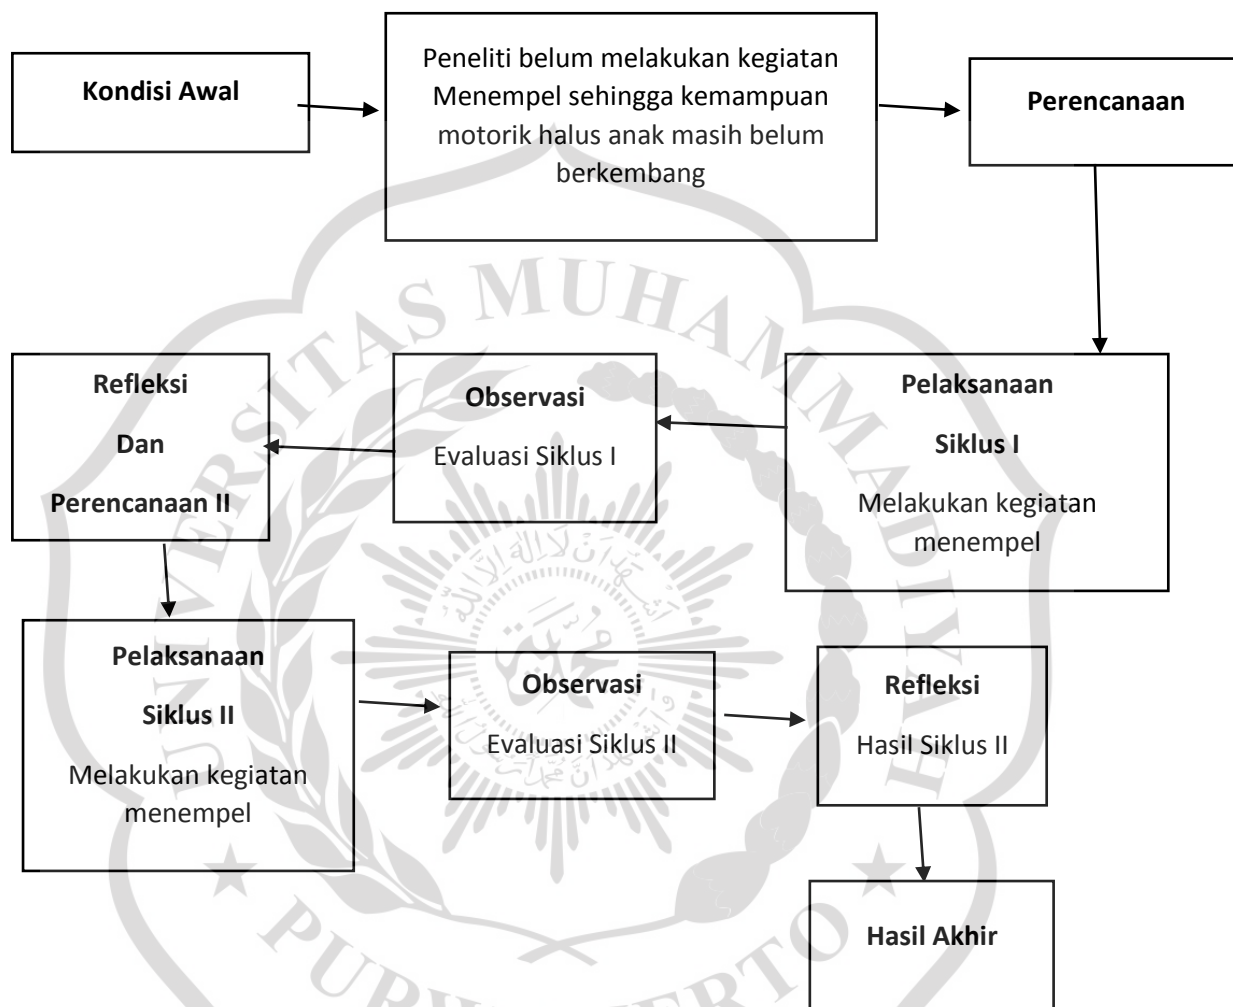 Kondisi Awal
Peneliti belum melakukan kegiatan
Menempel sehingga kemampuan
motorik halus anak masih belum
berkembang
Perencanaan
Refleksi
Dan
Perencanaan II
Observasi
Evaluasi Siklus I
Pelaksanaan
Siklus I
Melakukan kegiatan
menempel
Pelaksanaan
Siklus II
Melakukan kegiatan
menempel
Observasi
Evaluasi Siklus II
Refleksi
Hasil Siklus II
Hasil Akhir
UNIVERSITAS MUHAMMADIYAH